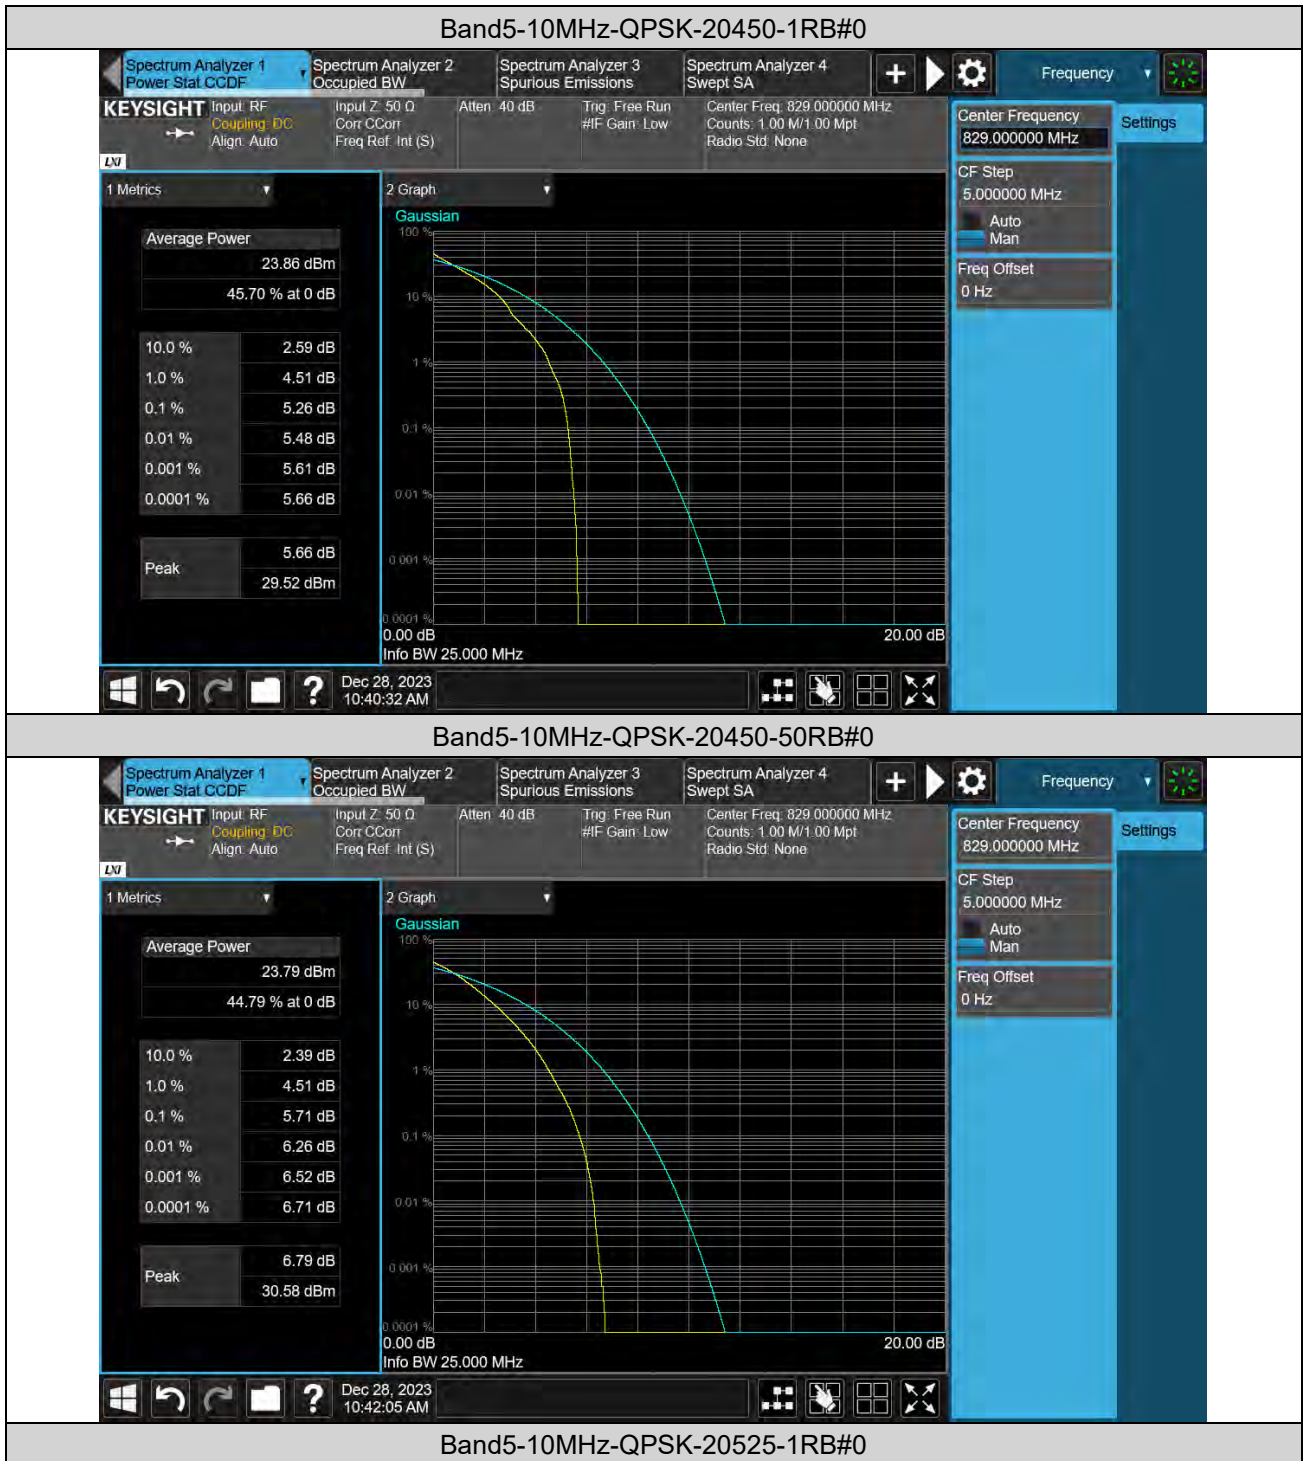 Band5-10MHz-QPSK-20450-1RB#0
Spectrum Analyzer 1
Power Stat CCDF
Spectrum Analyzer 2
Occupied BW
Spectrum Analyzer 3
Spurious Emissions
Spectrum Analyzer 4
Swept SA
Frequency
KEYSIGHT
Input: RF
Coupling: DC
Align: Auto
Input Z: 50 Ω
Corr CCorr
Freq Ref: Int (S)
Atten: 40 dB
Trig: Free Run
#IF Gain: Low
Center Freq: 829.000000 MHz
Counts: 1.00 M/1.00 Mpt
Radio Std: None
LXI
Center Frequency
829.000000 MHz
Settings
CF Step
5.000000 MHz
Auto
Man
Freq Offset
0 Hz
1 Metrics
Average Power
23.86 dBm
45.70 % at 0 dB
10.0 % 2.59 dB
1.0 % 4.51 dB
0.1 % 5.26 dB
0.01 % 5.48 dB
0.001 % 5.61 dB
0.0001 % 5.66 dB
Peak
5.66 dB
29.52 dBm
2 Graph
Gaussian
100 %
10 %
1 %
0.1 %
0.01 %
0.001 %
0.0001 %
0.00 dB
20.00 dB
Info BW 25.000 MHz
?
Dec 28, 2023
10:40:32 AM
Band5-10MHz-QPSK-20450-50RB#0
Spectrum Analyzer 1
Power Stat CCDF
Spectrum Analyzer 2
Occupied BW
Spectrum Analyzer 3
Spurious Emissions
Spectrum Analyzer 4
Swept SA
Frequency
KEYSIGHT
Input: RF
Coupling: DC
Align: Auto
Input Z: 50 Ω
Corr CCorr
Freq Ref: Int (S)
Atten: 40 dB
Trig: Free Run
#IF Gain: Low
Center Freq: 829.000000 MHz
Counts: 1.00 M/1.00 Mpt
Radio Std: None
LXI
Center Frequency
829.000000 MHz
Settings
CF Step
5.000000 MHz
Auto
Man
Freq Offset
0 Hz
1 Metrics
Average Power
23.79 dBm
44.79 % at 0 dB
10.0 % 2.39 dB
1.0 % 4.51 dB
0.1 % 5.71 dB
0.01 % 6.26 dB
0.001 % 6.52 dB
0.0001 % 6.71 dB
Peak
6.79 dB
30.58 dBm
2 Graph
Gaussian
100 %
10 %
1 %
0.1 %
0.01 %
0.001 %
0.0001 %
0.00 dB
20.00 dB
Info BW 25.000 MHz
?
Dec 28, 2023
10:42:05 AM
Band5-10MHz-QPSK-20525-1RB#0